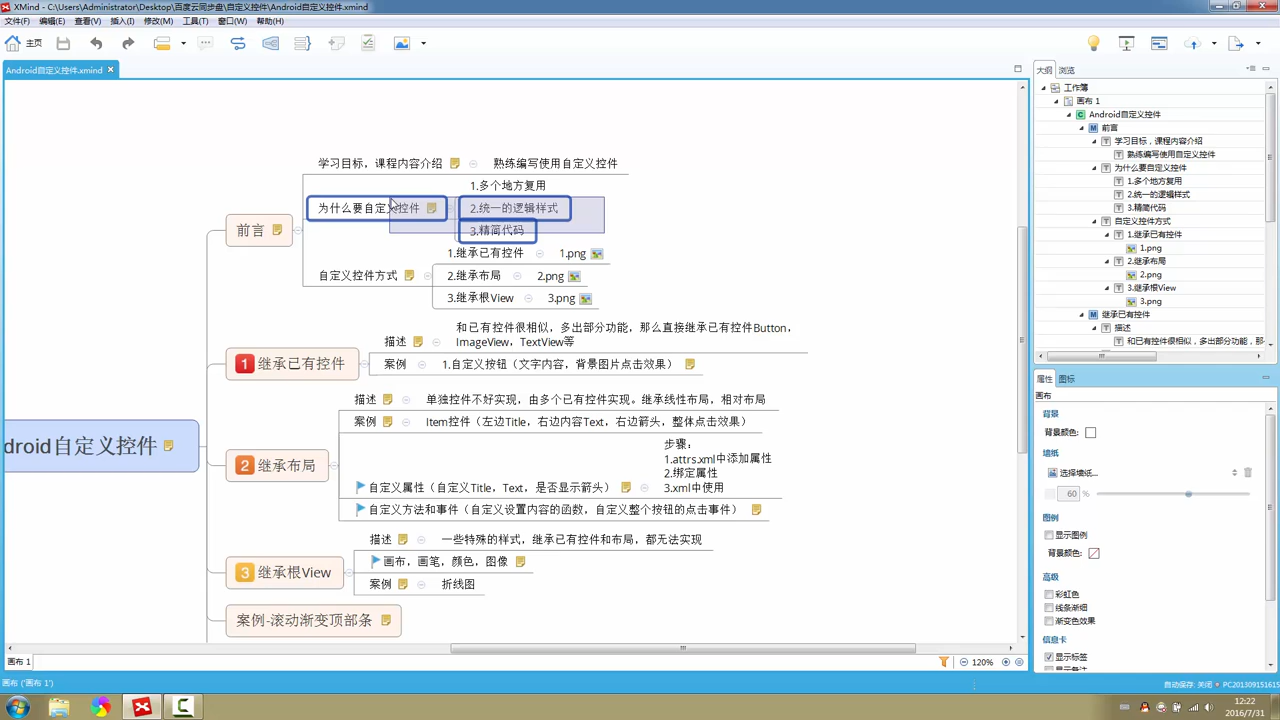 XMind - C:\Users\Administrator\Desktop\百度云同步盘\自定义控件\Android自定义控件.xmind
文件(F) 编辑(E) 查看(V) 插入(I) 修改(M) 工具(T) 窗口(W) 帮助(H)
主页
Android自定义控件.xmind
学习目标，课程内容介绍
熟练编写使用自定义控件
为什么要自定义控件
1.多个地方复用
2.统一的逻辑样式
3.精简代码
前言
自定义控件方式
1.继承已有控件
1.png
2.继承布局
2.png
3.继承根View
3.png
1 继承已有控件
描述
和已有控件很相似，多出部分功能，那么直接继承已有控件Button，
ImageView，TextView等
案例
1.自定义按钮（文字内容，背景图片点击效果）
droid自定义控件
2 继承布局
描述
单独控件不好实现，由多个已有控件实现。继承线性布局，相对布局
案例
Item控件（左边Title，右边内容Text，右边箭头，整体点击效果）
自定义属性（自定义Title，Text，是否显示箭头）
步骤：
1.attrs.xml中添加属性
2.绑定属性
3.xml中使用
自定义方法和事件（自定义设置内容的函数，自定义整个按钮的点击事件）
3 继承根View
描述
一些特殊的样式，继承已有控件和布局，都无法实现
画布，画笔，颜色，图像
案例
折线图
案例-滚动渐变顶部条
画布 1
120%
大纲 浏览
工作簿
画布 1
Android自定义控件
前言
学习目标，课程内容介绍
熟练编写使用自定义控件
为什么要自定义控件
1.多个地方复用
2.统一的逻辑样式
3.精简代码
自定义控件方式
1.继承已有控件
1.png
2.继承布局
2.png
3.继承根View
3.png
继承已有控件
描述
和已有控件很相似，多出部分功能，那
属性 图标
画布
背景
背景颜色:
墙纸
选择墙纸...
60 %
图例
显示图例
背景颜色:
高级
彩虹色
线条渐细
渐变色效果
信息卡
显示标签
显示备注
画布 ('画布 1')
自动保存: 关闭
PC201309151615
12:22
2016/7/31